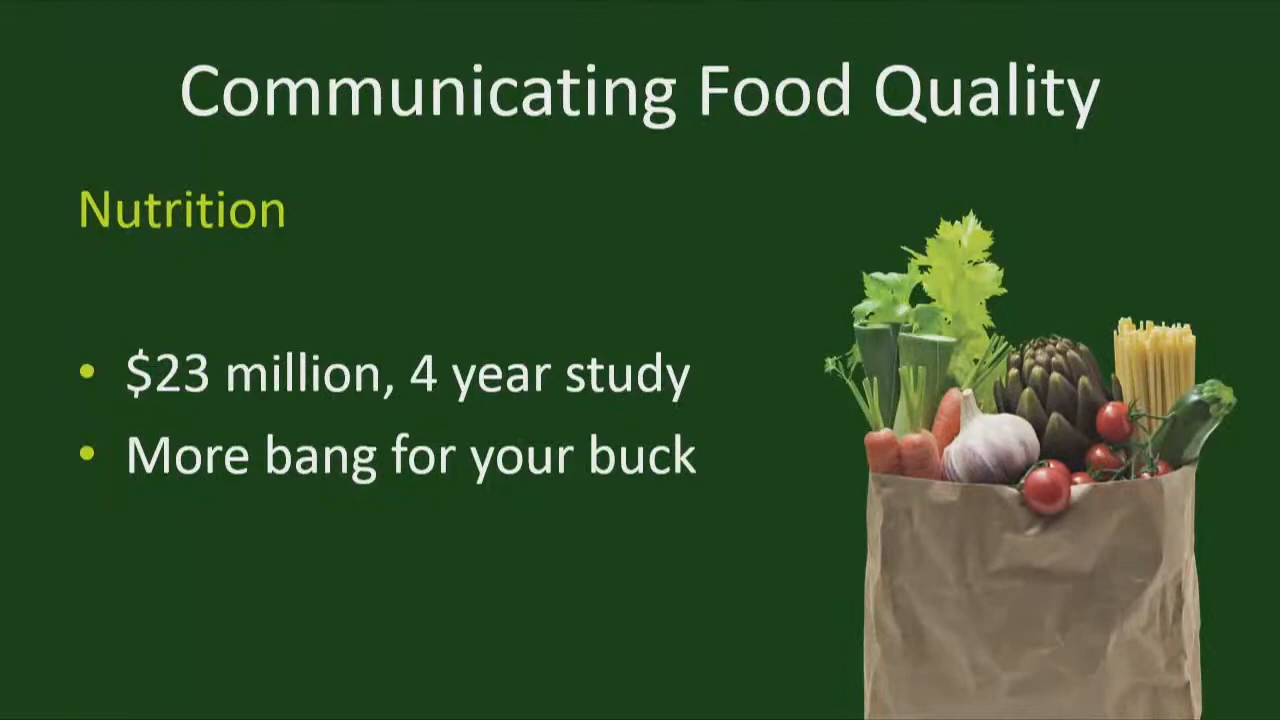 Communicating Food Quality
Nutrition
• $23 million, 4 year study
• More bang for your buck